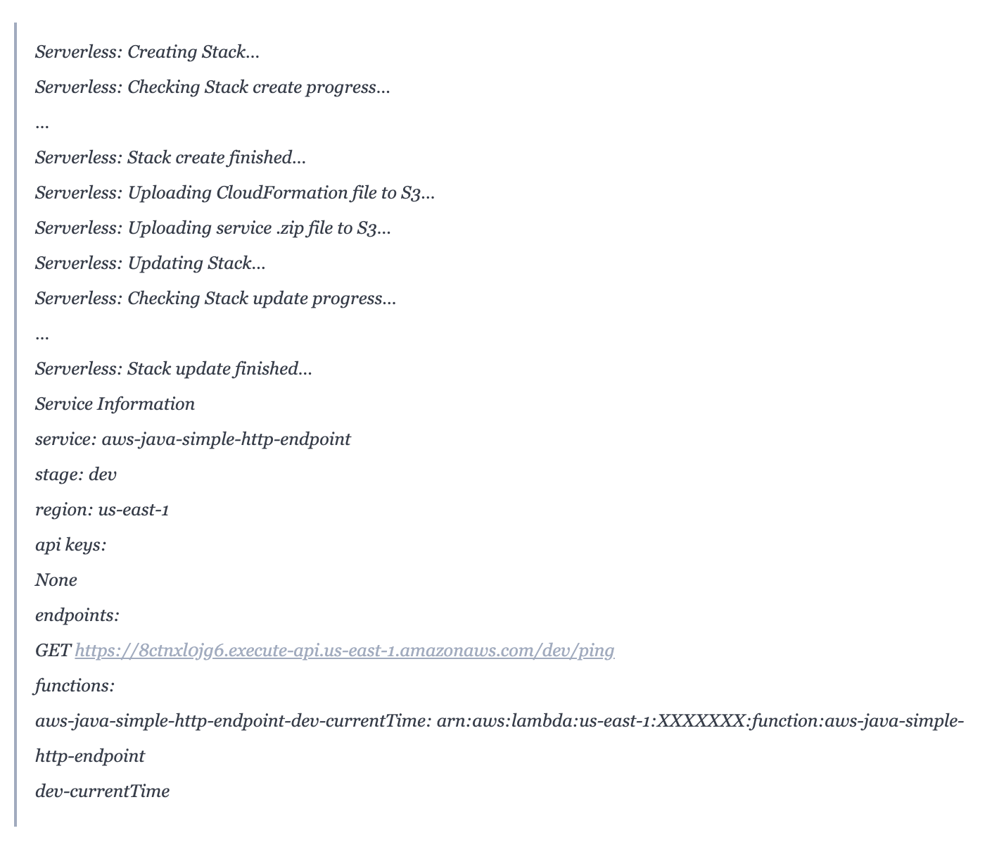 Serverless: Creating Stack...
Serverless: Checking Stack create progress...
...
Serverless: Stack create finished...
Serverless: Uploading CloudFormation file to S3...
Serverless: Uploading service .zip file to S3...
Serverless: Updating Stack...
Serverless: Checking Stack update progress...
...
Serverless: Stack update finished...
Service Information
service: aws-java-simple-http-endpoint
stage: dev
region: us-east-1
api keys:
None
endpoints:
GET https://8ctnxl0jg6.execute-api.us-east-1.amazonaws.com/dev/ping
functions:
aws-java-simple-http-endpoint-dev-currentTime: arn:aws:lambda:us-east-1:XXXXXXX:function:aws-java-simple-
http-endpoint
dev-currentTime